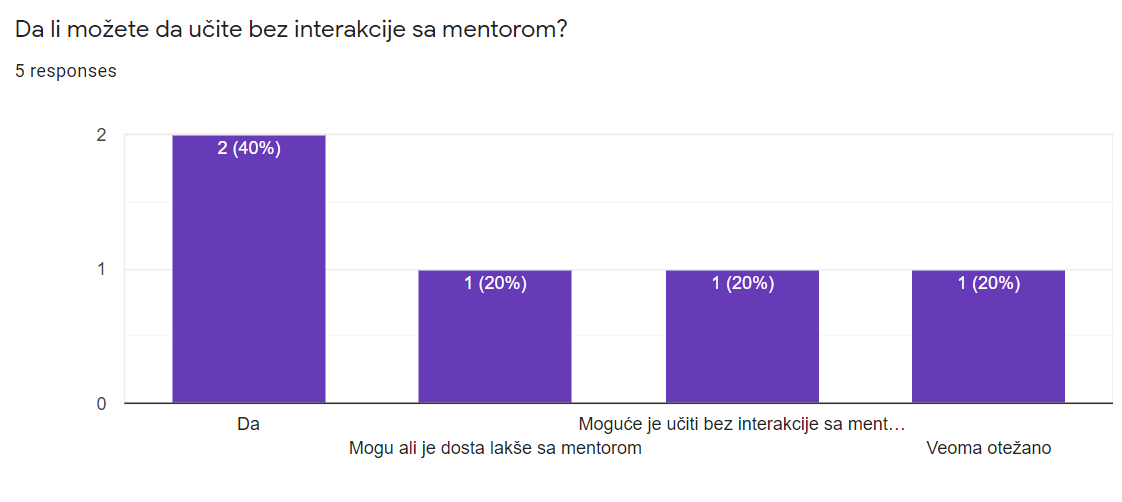 Da li možete da učite bez interakcije sa mentorom?
5 responses
2
1
0
2 (40%)
1 (20%)
1 (20%)
1 (20%)
Da
Mogu ali je dosta lakše sa mentorom
Moguće je učiti bez interakcije sa ment…
Veoma otežano